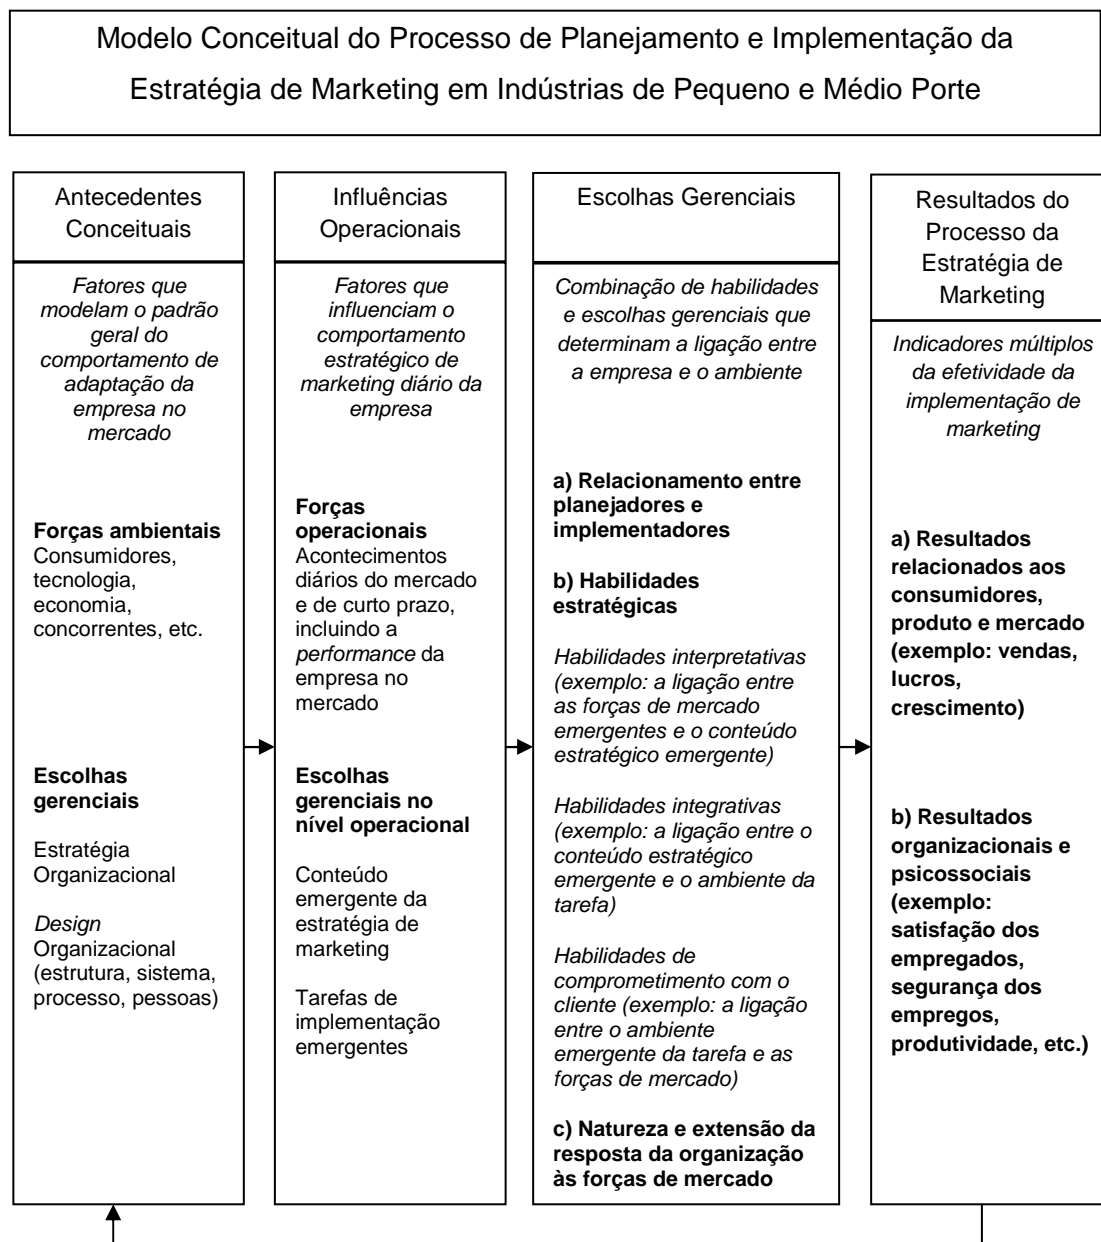 Modelo Conceitual do Processo de Planejamento e Implementação da
Estratégia de Marketing em Indústrias de Pequeno e Médio Porte
Antecedentes
Conceituais
Fatores que
modelam o padrão
geral do
comportamento de
adaptação da
empresa no
mercado
Forças ambientais
Consumidores,
tecnologia,
economia,
concorrentes, etc.
Escolhas
gerenciais
Estratégia
Organizacional
Design
Organizacional
(estrutura, sistema,
processo, pessoas)
Influências
Operacionais
Fatores que
influenciam o
comportamento
estratégico de
marketing diário da
empresa
Forças
operacionais
Acontecimentos
diários do mercado
e de curto prazo,
incluindo a
performance da
empresa no
mercado
Escolhas
gerenciais no
nível operacional
Conteúdo
emergente da
estratégia de
marketing
Tarefas de
implementação
emergentes
Escolhas Gerenciais
Combinação de habilidades
e escolhas gerenciais que
determinam a ligação entre
a empresa e o ambiente
a) Relacionamento entre
planejadores e
implementadores
b) Habilidades
estratégicas
Habilidades interpretativas
(exemplo: a ligação entre
as forças de mercado
emergentes e o conteúdo
estratégico emergente)
Habilidades integrativas
(exemplo: a ligação entre o
conteúdo estratégico
emergente e o ambiente da
tarefa)
Habilidades de
comprometimento com o
cliente (exemplo: a ligação
entre o ambiente
emergente da tarefa e as
forças de mercado)
c) Natureza e extensão da
resposta da organização
às forças de mercado
Resultados do
Processo da
Estratégia de
Marketing
Indicadores múltiplos
da efetividade da
implementação de
marketing
a) Resultados
relacionados aos
consumidores,
produto e mercado
(exemplo: vendas,
lucros,
crescimento)
b) Resultados
organizacionais e
psicossociais
(exemplo:
satisfação dos
empregados,
segurança dos
empregos,
produtividade, etc.)